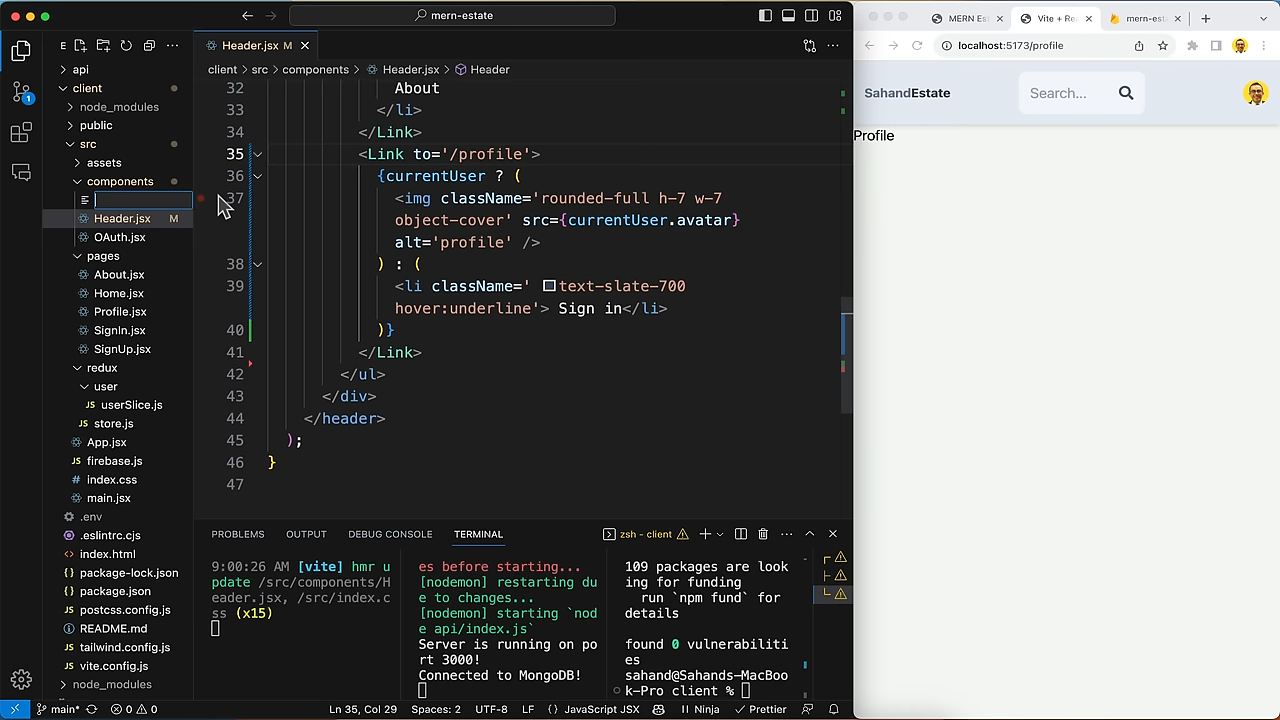 mern-estate
E
api
client
node_modules
public
src
assets
components
Header.jsx M
OAuth.jsx
pages
About.jsx
Home.jsx
Profile.jsx
SignIn.jsx
SignUp.jsx
redux
user
JS userSlice.js
JS store.js
App.jsx
JS firebase.js
# index.css
main.jsx
.env
.eslintrc.cjs
<> index.html
{} package-lock.json
{} package.json
JS postcss.config.js
README.md
JS tailwind.config.js
JS vite.config.js
node_modules
1
Header.jsx M
client > src > components > Header.jsx > Header
32 About
33 </li>
34 </Link>
35 <Link to='/profile'>
36 {currentUser ? (
37 <img className='rounded-full h-7 w-7
object-cover' src={currentUser.avatar}
alt='profile' />
38 ) : (
39 <li className=' text-slate-700
hover:underline'> Sign in</li>
40 )}
41 </Link>
42 </ul>
43 </div>
44 </header>
45 );
46 }
47
PROBLEMS OUTPUT DEBUG CONSOLE TERMINAL
zsh - client
9:00:26 AM [vite] hmr u
pdate /src/components/H
eader.jsx, /src/index.c
ss (x15)
es before starting...
[nodemon] restarting du
e to changes...
[nodemon] starting `nod
e api/index.js`
Server is running on po
rt 3000!
Connected to MongoDB!
109 packages are look
ing for funding
run `npm fund` for
details
found 0 vulnerabiliti
es
sahand@Sahands-MacBoo
k-Pro client %
main* 0 0 Ln 35, Col 29 Spaces: 2 UTF-8 LF {} JavaScript JSX Ninja Prettier
MERN Es
Vite + Re
mern-est
localhost:5173/profile
SahandEstate
Search...
Profile